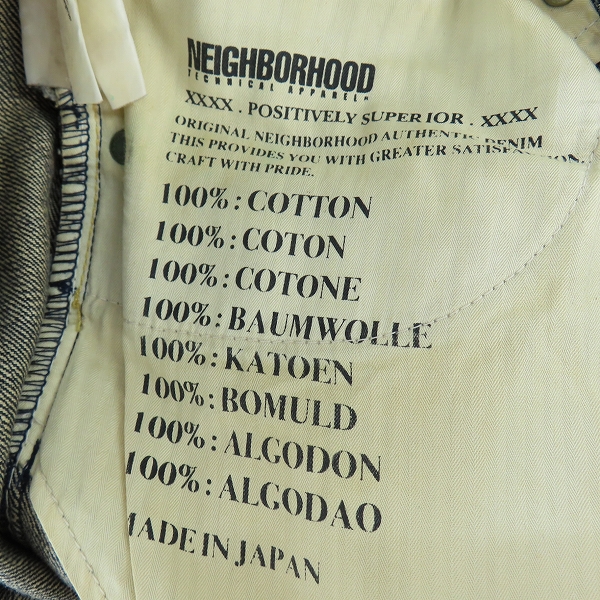 NEIGHBORHOOD
TECHNICAL APPAREL™
XXXX . POSITIVELY SUPERIOR . XXXX
ORIGINAL NEIGHBORHOOD AUTHENTIC DENIM
THIS PROVIDES YOU WITH GREATER SATISFACTION.
CRAFT WITH PRIDE.
100% : COTTON
100% : COTON
100% : COTONE
100% : BAUMWOLLE
100% : KATOEN
100% : BOMULD
100% : ALGODON
100% : ALGODAO
MADE IN JAPAN